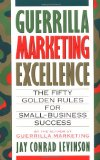 GUERRILLA
MARKETING
EXCELLENCE
THE FIFTY
GOLDEN RULES
FOR
SMALL-BUSINESS
SUCCESS
BY THE AUTHOR OF
GUERRILLA MARKETING
JAY CONRAD LEVINSON